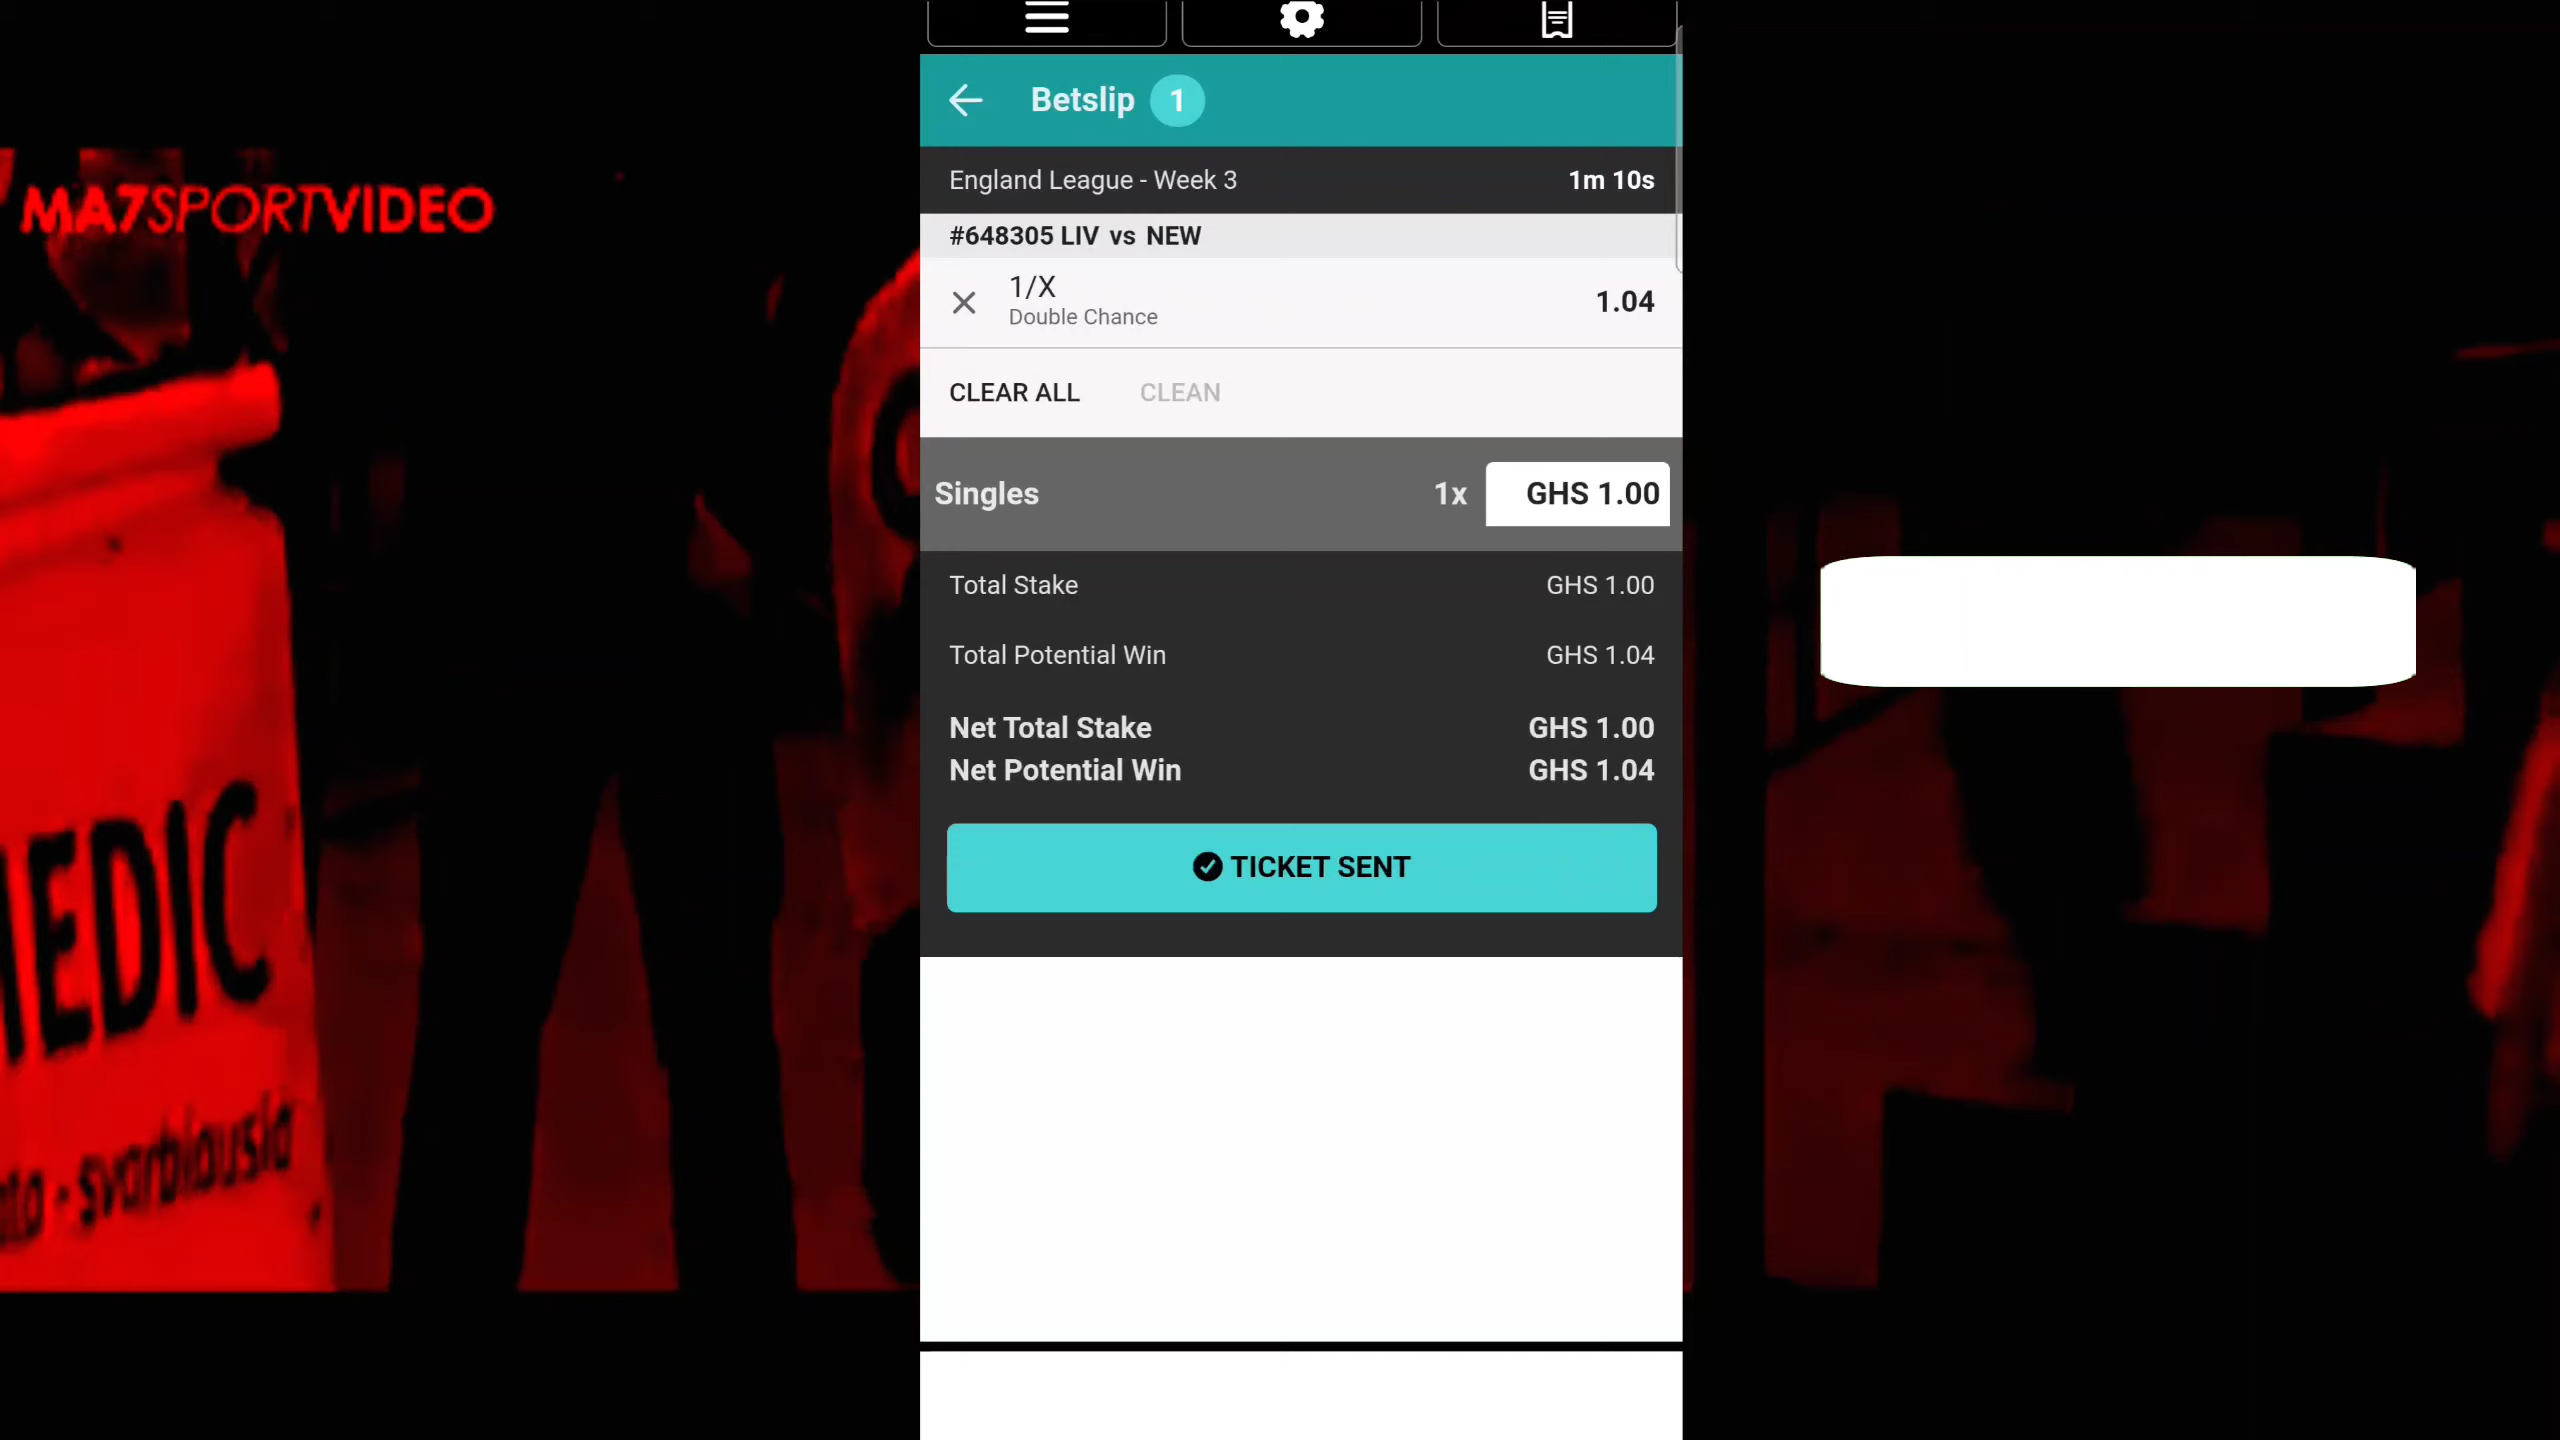 MA7SPORTVIDEO
Betslip 1
England League - Week 3 1m 10s
#648305 LIV vs NEW
1/X
Double Chance 1.04
CLEAR ALL CLEAN
Singles 1x GHS 1.00
Total Stake GHS 1.00
Total Potential Win GHS 1.04
Net Total Stake GHS 1.00
Net Potential Win GHS 1.04
TICKET SENT
EDIC
- svarbiausia